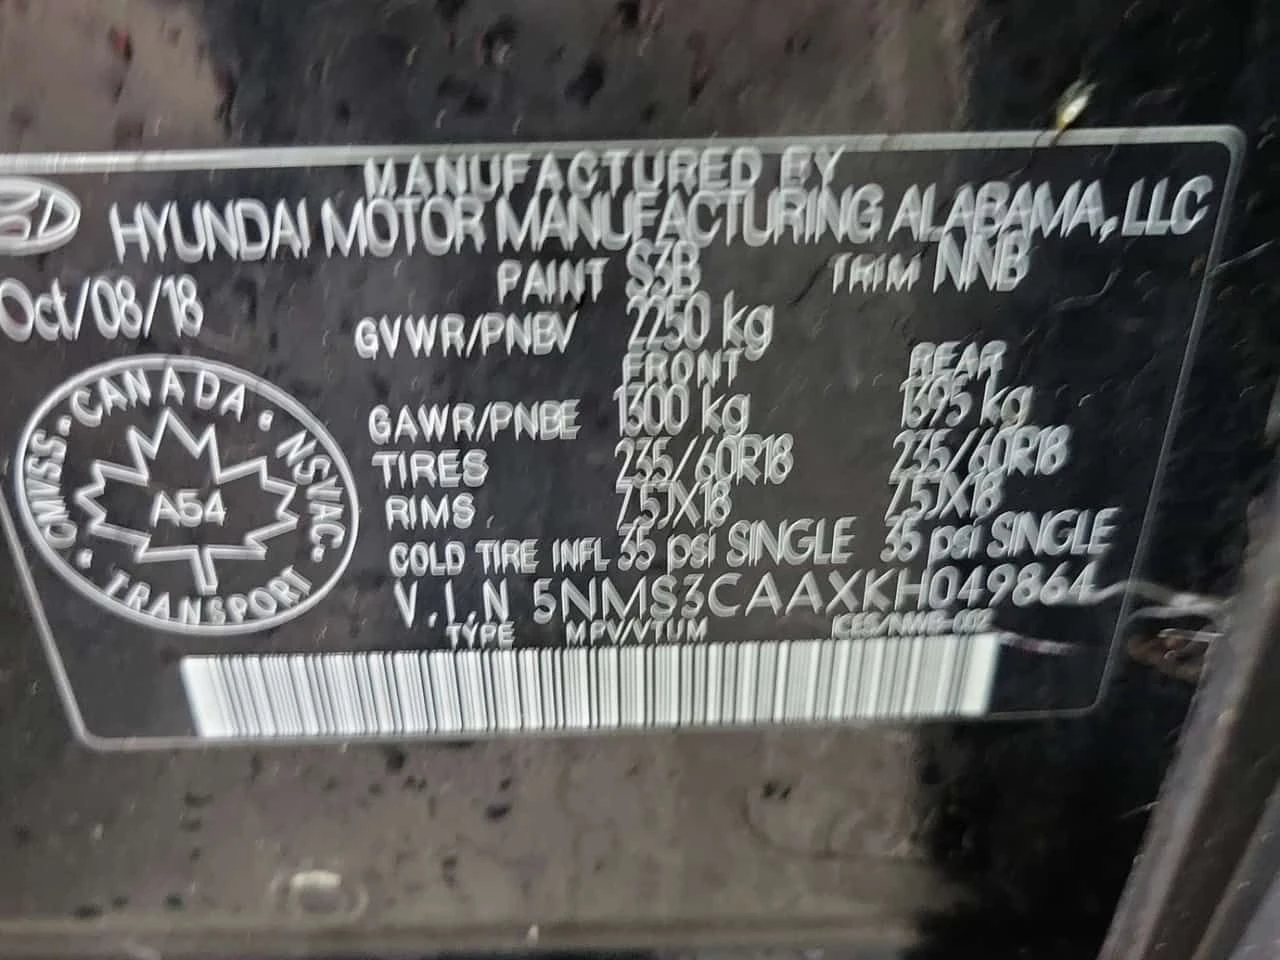 MANUFACTURED BY
HYUNDAI MOTOR MANUFACTURING ALABAMA, LLC
Oct/08/18 PAINT S3B TRIM NNB
GVWR/PNBV 2250 kg
FRONT REAR
GAWR/PNBE 1300 kg 1395 kg
TIRES 235/60R18 235/60R18
RIMS 7.5JX18 7.5JX18
COLD TIRE INFL 35 psi SINGLE 35 psi SINGLE
V.I.N 5NMS3CAAXKH049864
TYPE MPV/VTUM
CMVSS · CANADA · NSVAC · TRANSPORT ·
A54